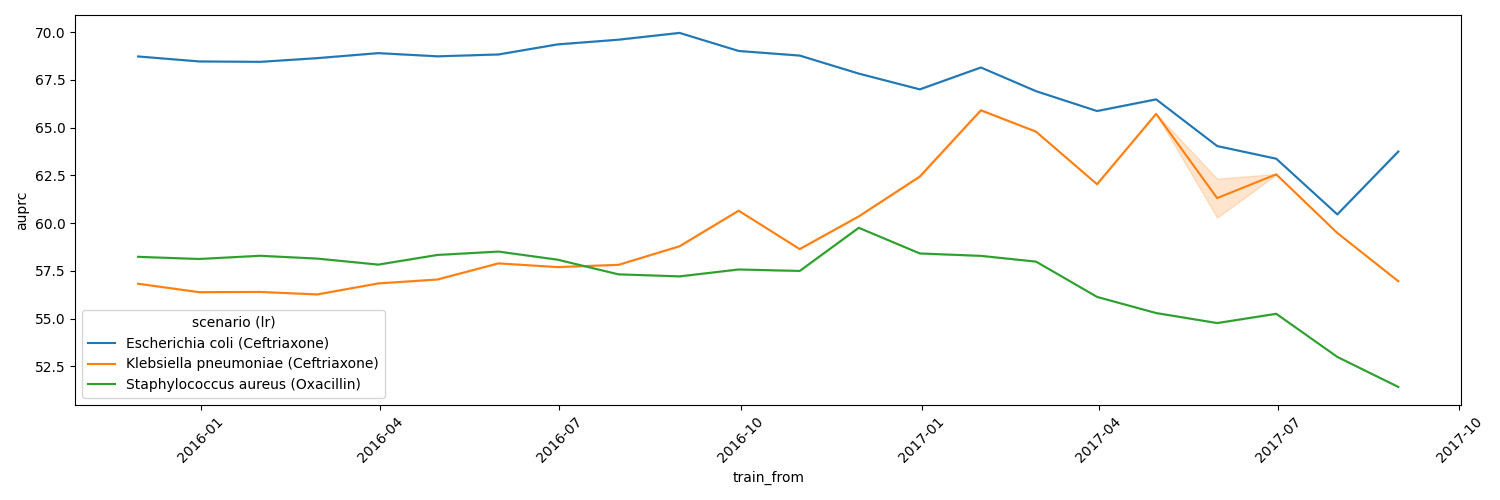 70.0
67.5
65.0
62.5
60.0
57.5
55.0
52.5
auprc
scenario (lr)
Escherichia coli (Ceftriaxone)
Klebsiella pneumoniae (Ceftriaxone)
Staphylococcus aureus (Oxacillin)
2016-01
2016-04
2016-07
2016-10
2017-01
2017-04
2017-07
2017-10
train_from